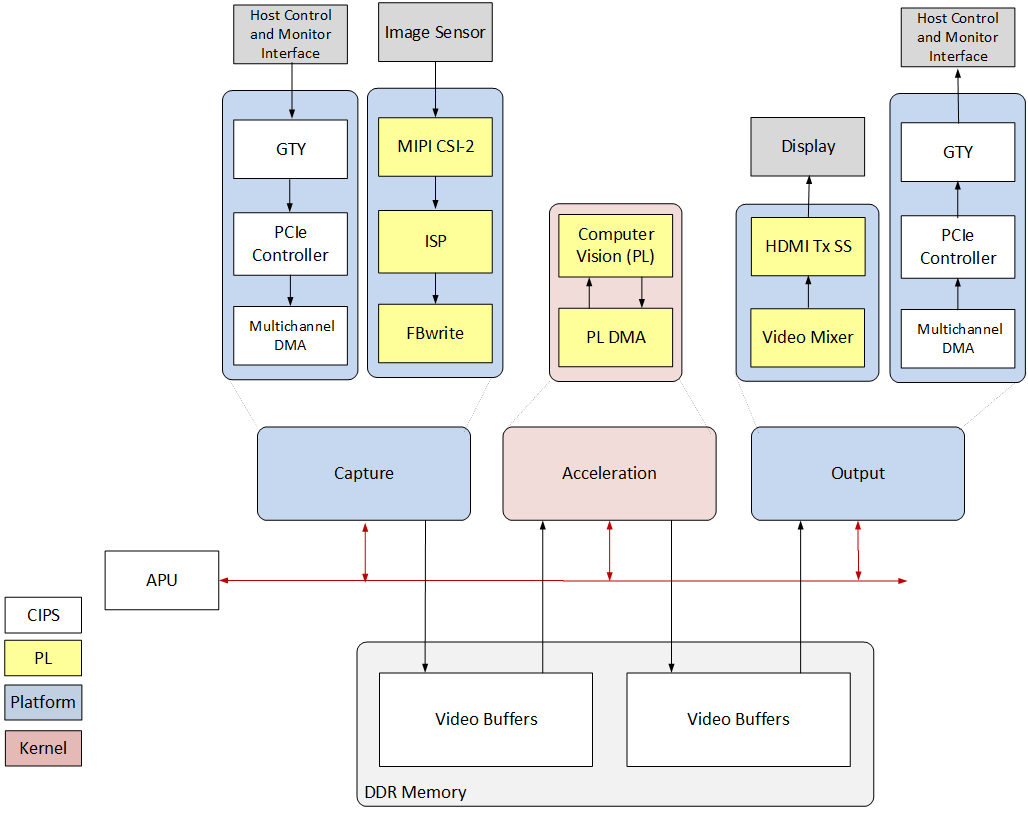 Host Control
and Monitor
Interface
Image Sensor
Host Control
and Monitor
Interface
GTY
PCIe
Controller
Multichannel
DMA
MIPI CSI-2
ISP
FBwrite
Computer
Vision (PL)
PL DMA
Display
HDMI Tx SS
Video Mixer
GTY
PCIe
Controller
Multichannel
DMA
Capture
Acceleration
Output
APU
CIPS
PL
Platform
Kernel
Video Buffers
Video Buffers
DDR Memory